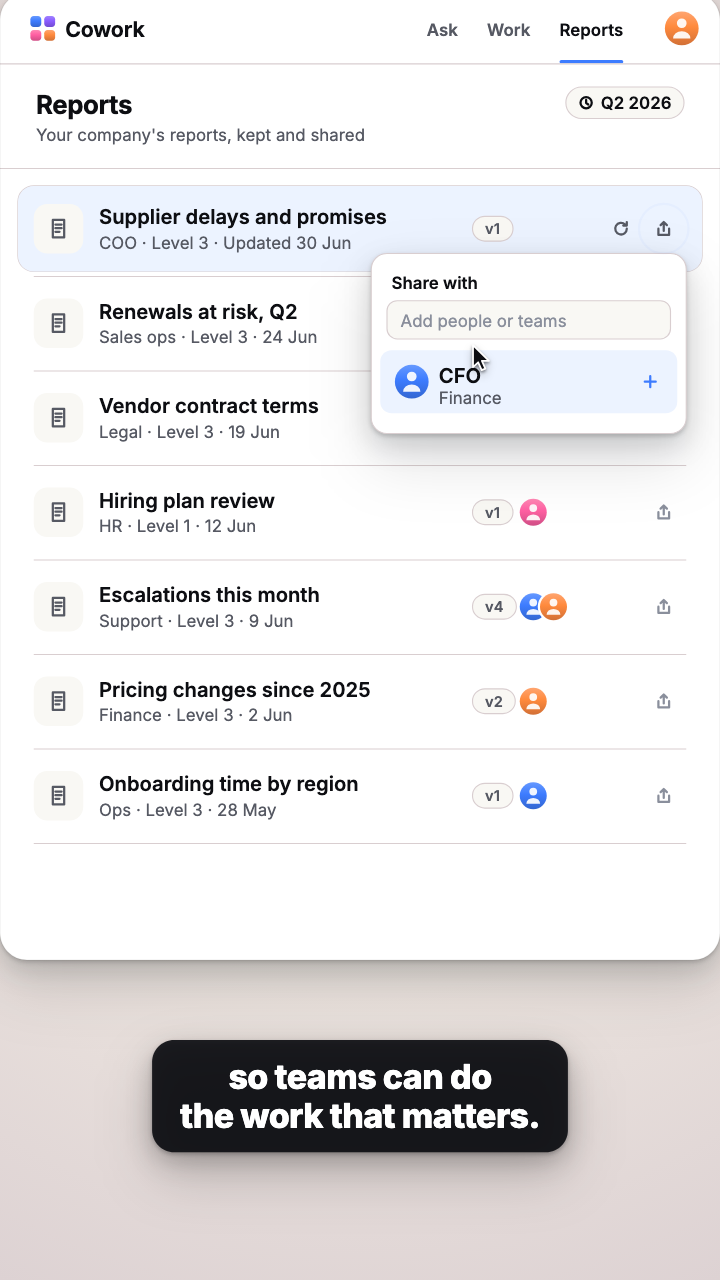 Cowork
Ask
Work
Reports
Reports
Your company's reports, kept and shared
Q2 2026
Supplier delays and promises
COO · Level 3 · Updated 30 Jun
v1
Share with
Add people or teams
CFO
Finance
Renewals at risk, Q2
Sales ops · Level 3 · 24 Jun
Vendor contract terms
Legal · Level 3 · 19 Jun
Hiring plan review
HR · Level 1 · 12 Jun
v1
Escalations this month
Support · Level 3 · 9 Jun
v4
Pricing changes since 2025
Finance · Level 3 · 2 Jun
v2
Onboarding time by region
Ops · Level 3 · 28 May
v1
so teams can do
the work that matters.